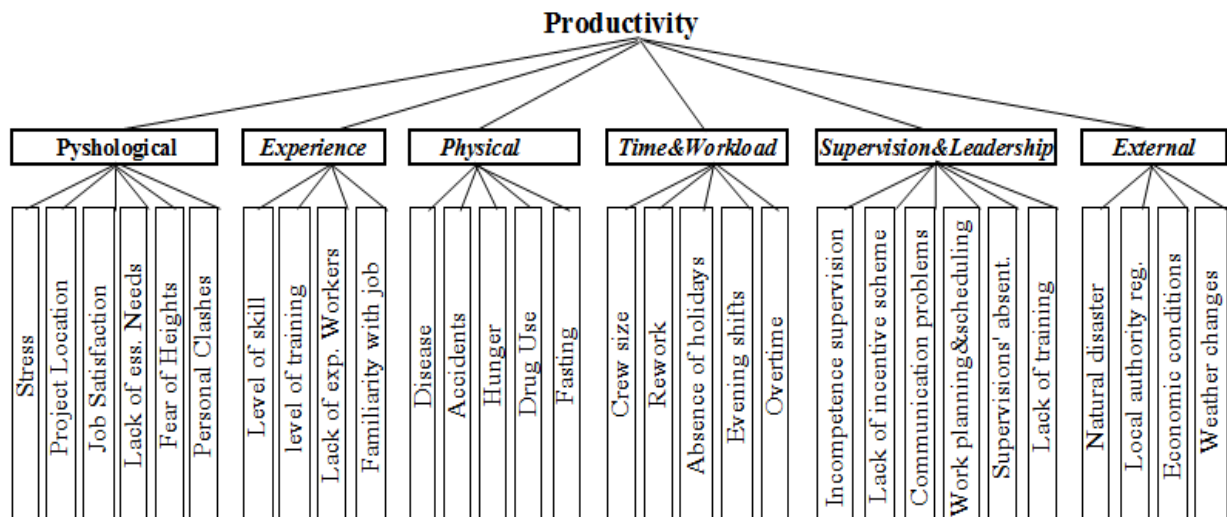 Productivity
Pyshological
Experience
Physical
Time&Workload
Supervision&Leadership
External
Stress
Project Location
Job Satisfaction
Lack of ess. Needs
Fear of Heights
Personal Clashes
Level of skill
level of training
Lack of exp. Workers
Familiarity with job
Disease
Accidents
Hunger
Drug Use
Fasting
Crew size
Rework
Absence of holidays
Evening shifts
Overtime
Incompetence supervision
Lack of incentive scheme
Communication problems
Work planning&scheduling
Supervisions' absent.
Lack of training
Natural disaster
Local authority reg.
Economic conditions
Weather changes